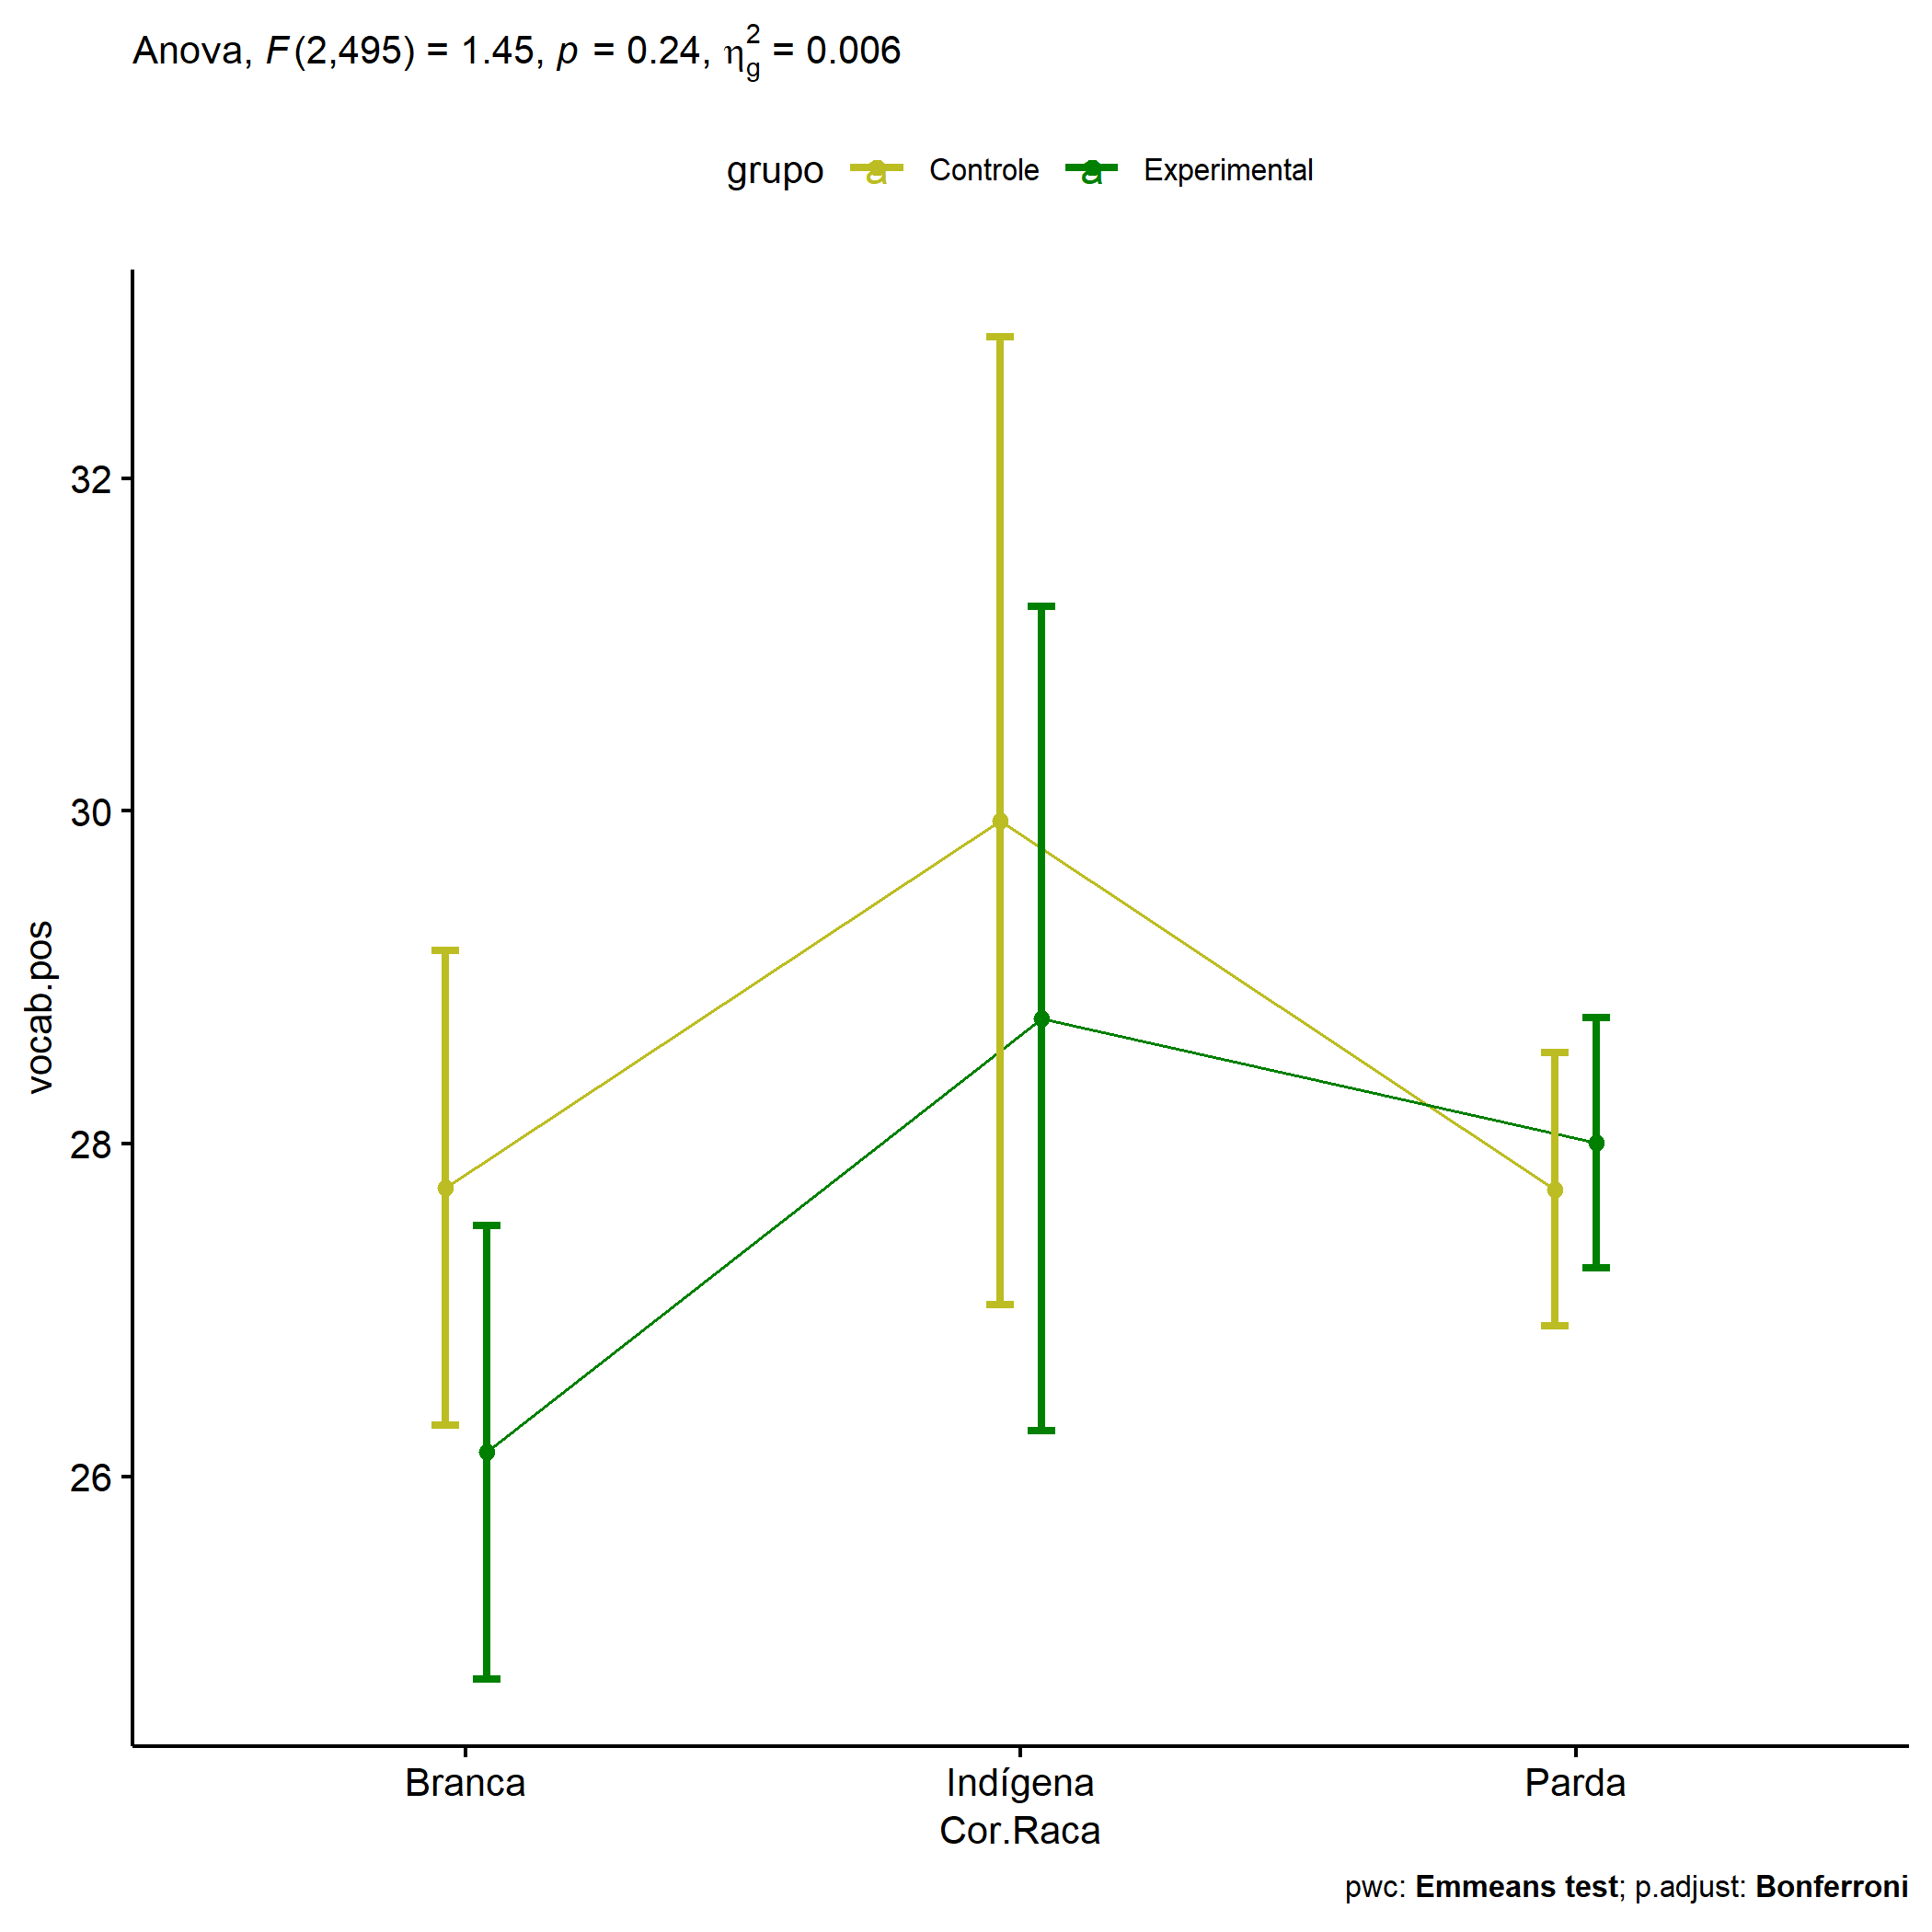 Anova, F(2,495) = 1.45, p = 0.24, η²g = 0.006
grupo a Controle a Experimental
32
30
28
26
vocab.pos
Branca Indígena Parda
Cor.Raca
pwc: Emmeans test; p.adjust: Bonferroni